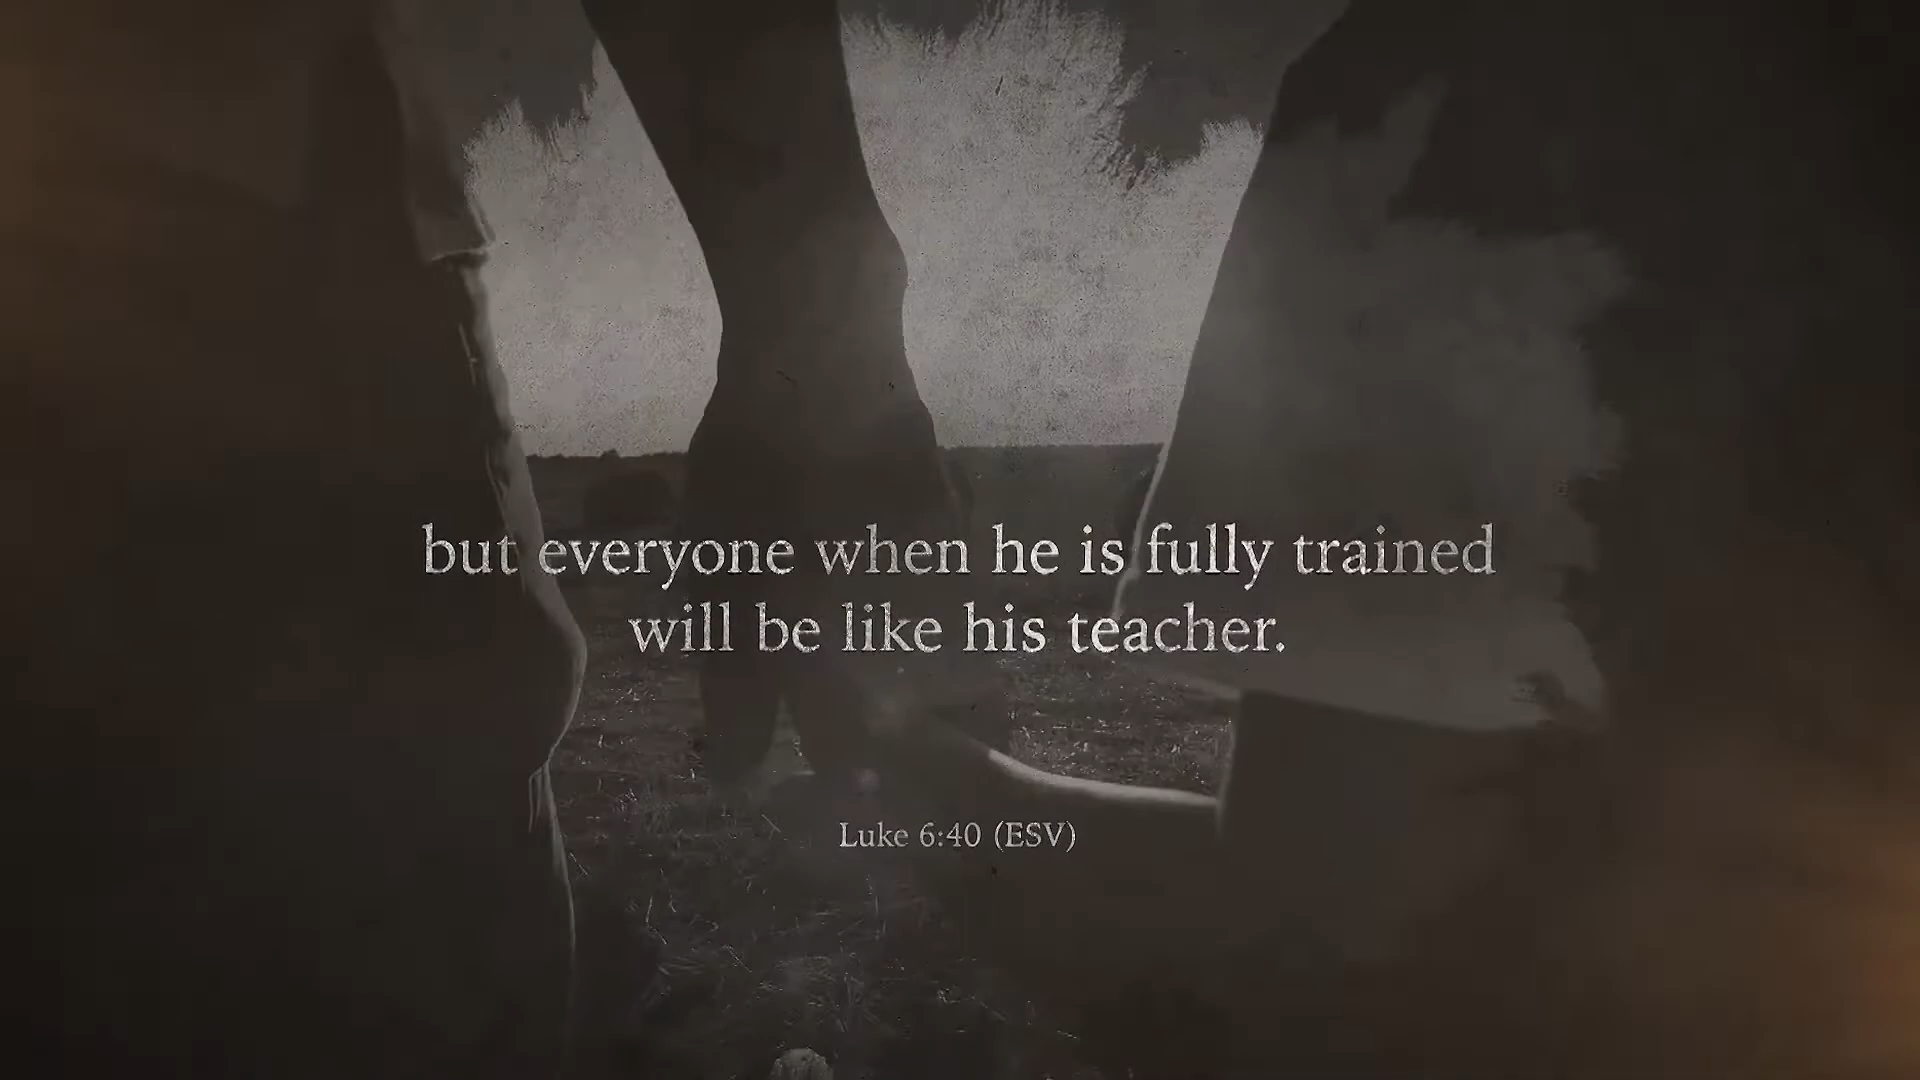 but everyone when he is fully trained
will be like his teacher.
Luke 6:40 (ESV)